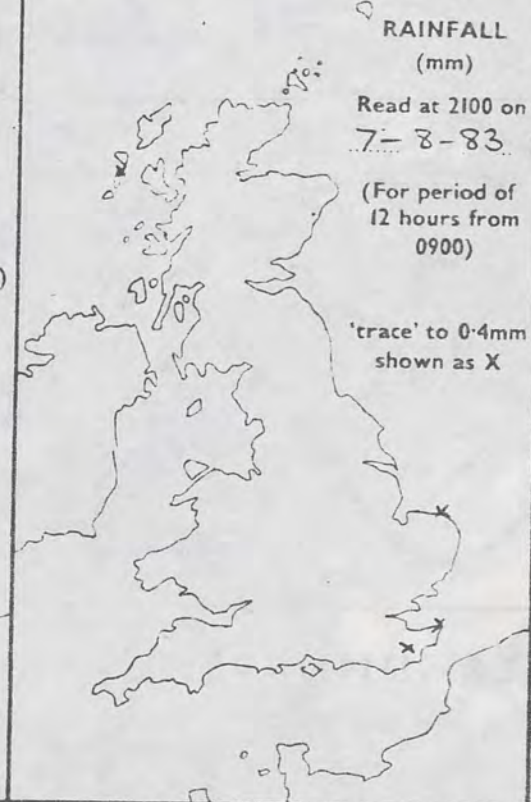 RAINFALL
(mm)
Read at 2100 on
7-8-83
(For period of
12 hours from
0900)
'trace' to 0·4mm
shown as X
x
x
x